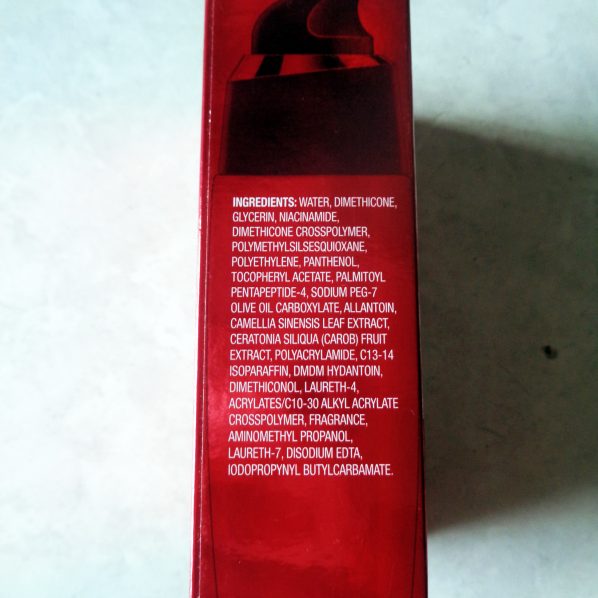 INGREDIENTS: WATER, DIMETHICONE,
GLYCERIN, NIACINAMIDE,
DIMETHICONE CROSSPOLYMER,
POLYMETHYLSILSESQUIOXANE,
POLYETHYLENE, PANTHENOL,
TOCOPHERYL ACETATE, PALMITOYL
PENTAPEPTIDE-4, SODIUM PEG-7
OLIVE OIL CARBOXYLATE, ALLANTOIN,
CAMELLIA SINENSIS LEAF EXTRACT,
CERATONIA SILIQUA (CAROB) FRUIT
EXTRACT, POLYACRYLAMIDE, C13-14
ISOPARAFFIN, DMDM HYDANTOIN,
DIMETHICONOL, LAURETH-4,
ACRYLATES/C10-30 ALKYL ACRYLATE
CROSSPOLYMER, FRAGRANCE,
AMINOMETHYL PROPANOL,
LAURETH-7, DISODIUM EDTA,
IODOPROPYNYL BUTYLCARBAMATE.